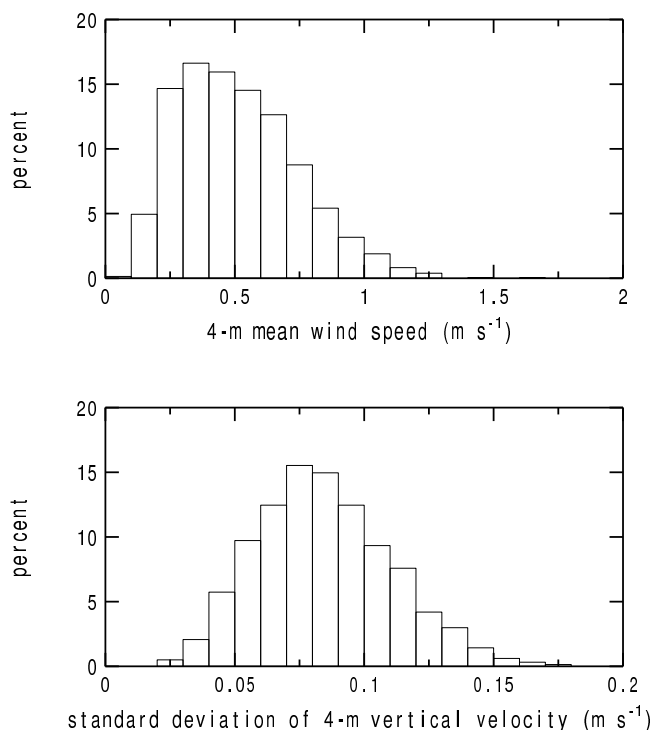 20
15
percent
10
5
0
0 0.5 1 1.5 2
4-m mean wind speed (m s⁻¹)
20
15
percent
10
5
0
0 0.05 0.1 0.15 0.2
standard deviation of 4-m vertical velocity (m s⁻¹)